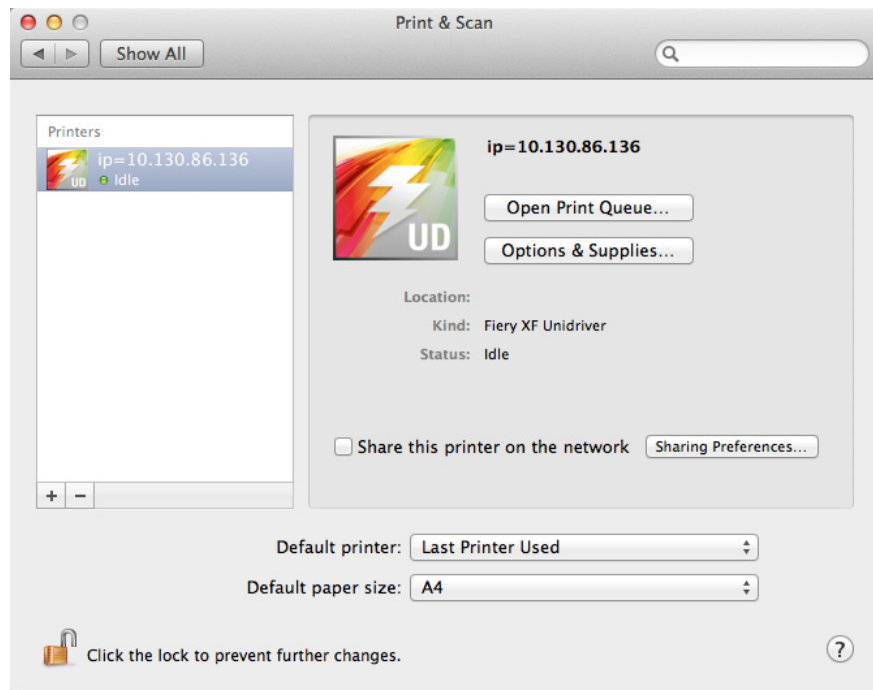 Print & Scan
Show All
Printers
ip=10.130.86.136
UD
Idle
UD
ip=10.130.86.136
Open Print Queue...
Options & Supplies...
Location:
Kind: Fiery XF Unidriver
Status: Idle
Share this printer on the network Sharing Preferences...
+ −
Default printer: Last Printer Used
Default paper size: A4
Click the lock to prevent further changes. ?